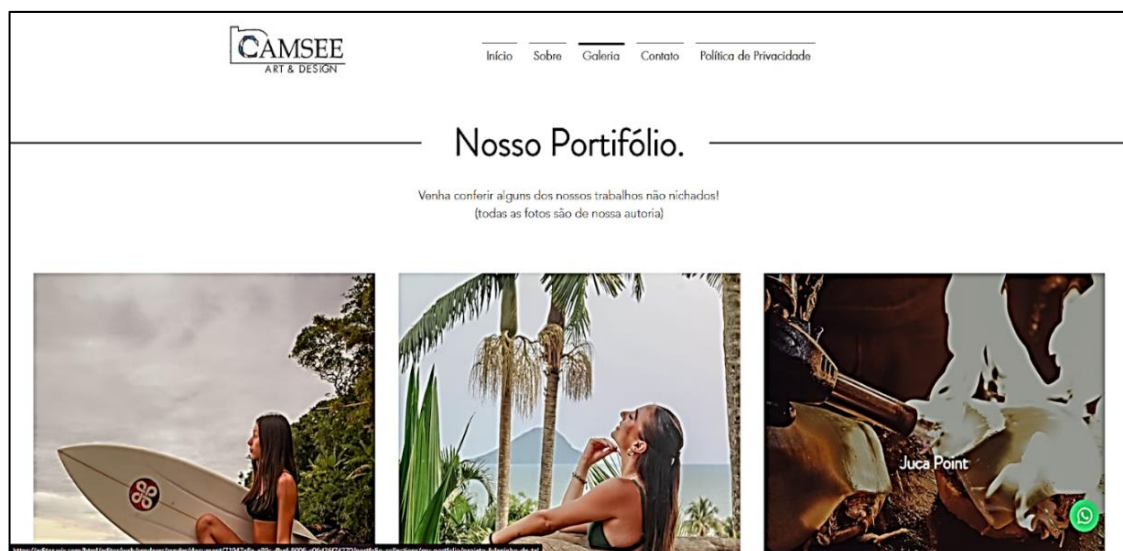 CAMSEE
ART & DESIGN
Início Sobre Galeria Contato Política de Privacidade
Nosso Portifólio.
Venha conferir alguns dos nossos trabalhos não nichados!
(todas as fotos são de nossa autoria)
Juca Point